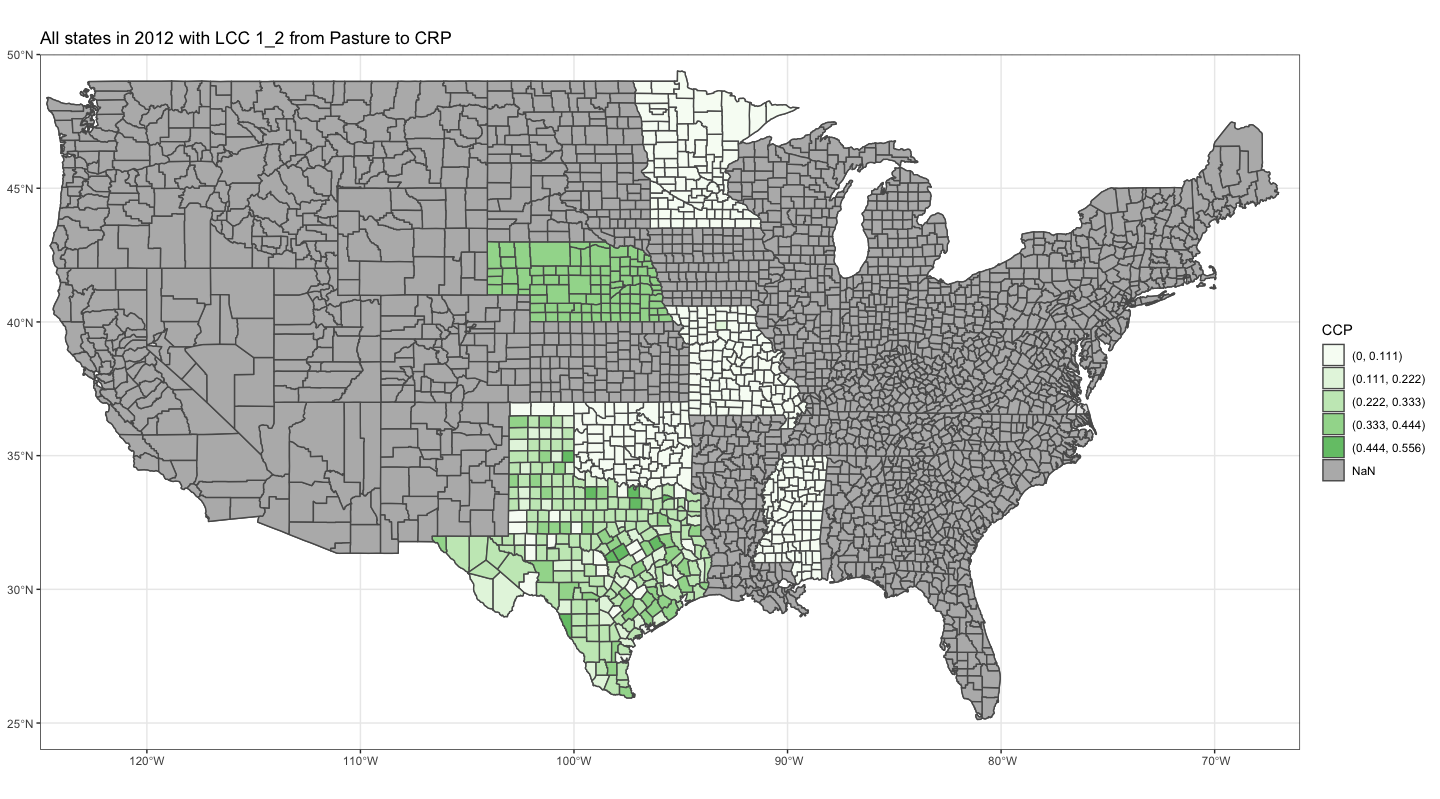 All states in 2012 with LCC 1_2 from Pasture to CRP
50°N
45°N
40°N
35°N
30°N
25°N
120°W
110°W
100°W
90°W
80°W
70°W
CCP
(0, 0.111)
(0.111, 0.222)
(0.222, 0.333)
(0.333, 0.444)
(0.444, 0.556)
NaN